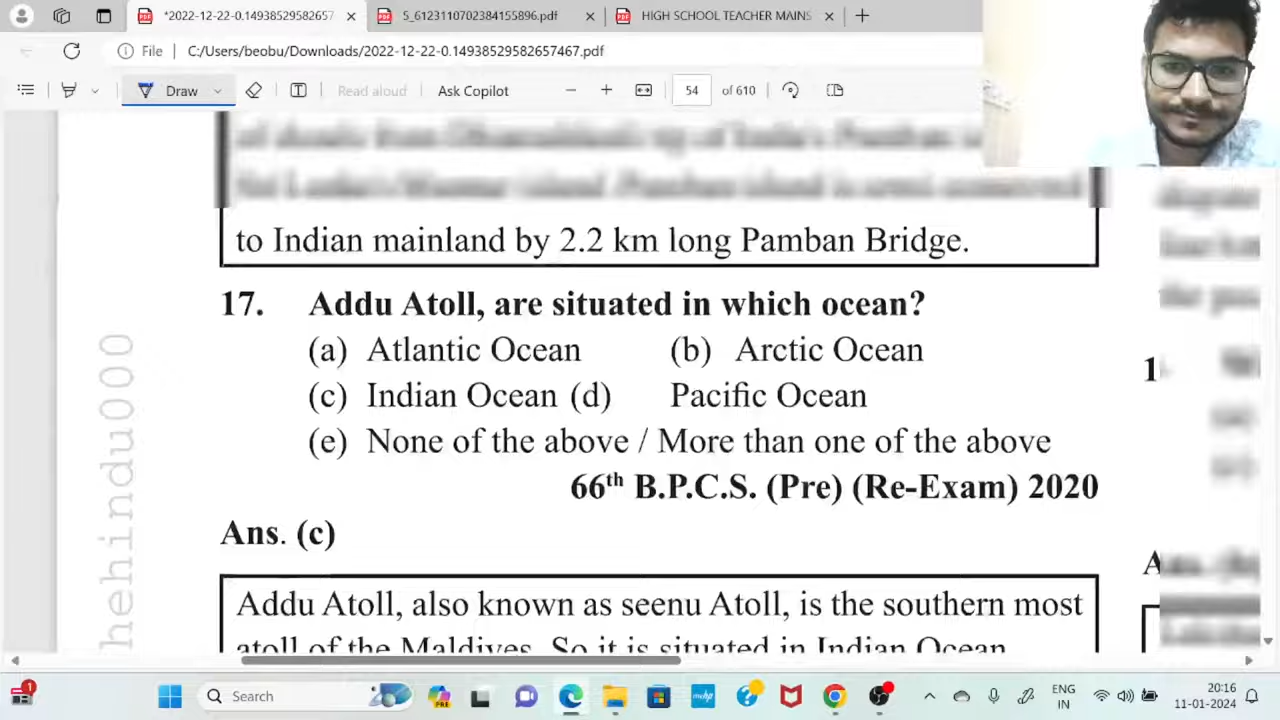 *2022-12-22-0.14938529582657
5_6123110702384155896.pdf
HIGH SCHOOL TEACHER MAINS
File
C:/Users/beobu/Downloads/2022-12-22-0.14938529582657467.pdf
Draw
Read aloud
Ask Copilot
54
of 610
to Indian mainland by 2.2 km long Pamban Bridge.
17. Addu Atoll, are situated in which ocean?
(a) Atlantic Ocean (b) Arctic Ocean
(c) Indian Ocean (d) Pacific Ocean
(e) None of the above / More than one of the above
66th B.P.C.S. (Pre) (Re-Exam) 2020
Ans. (c)
Addu Atoll, also known as seenu Atoll, is the southern most
atoll of the Maldives. So it is situated in Indian Ocean
hehindu000
1
Search
PRE
ENG
IN
20:16
11-01-2024
1